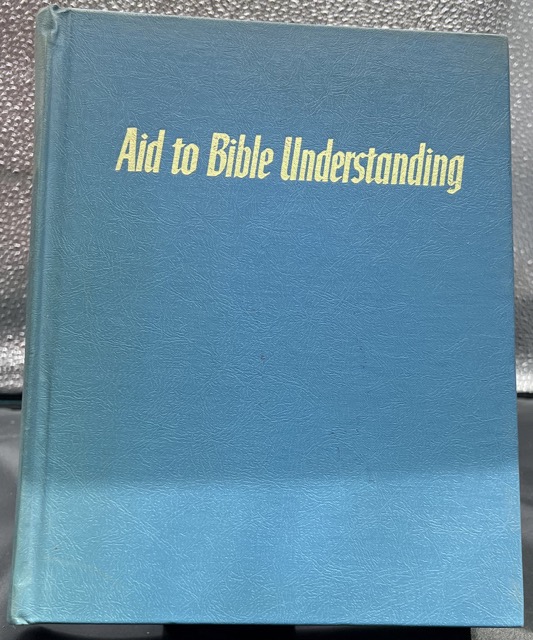 Aid to Bible Understanding